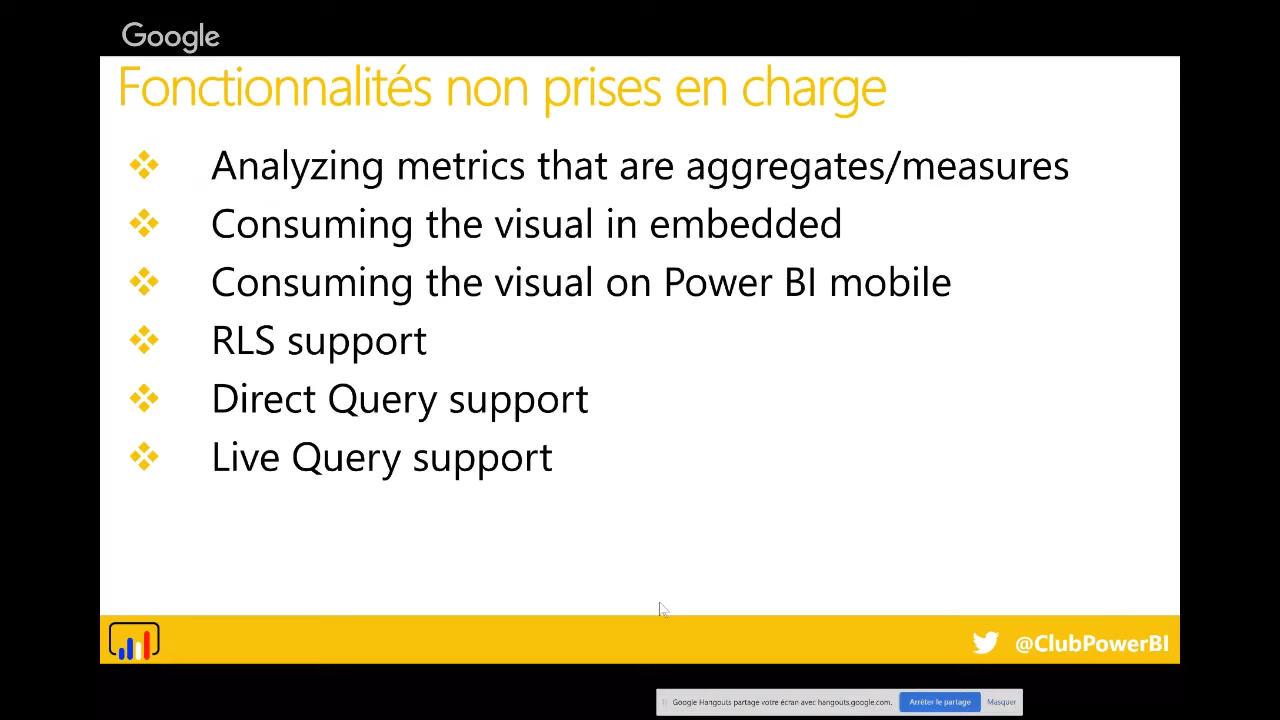 Google
Fonctionnalités non prises en charge
Analyzing metrics that are aggregates/measures
Consuming the visual in embedded
Consuming the visual on Power BI mobile
RLS support
Direct Query support
Live Query support
@ClubPowerBI
Google Hangouts partage votre écran avec hangouts.google.com. Arrêter le partage Masquer